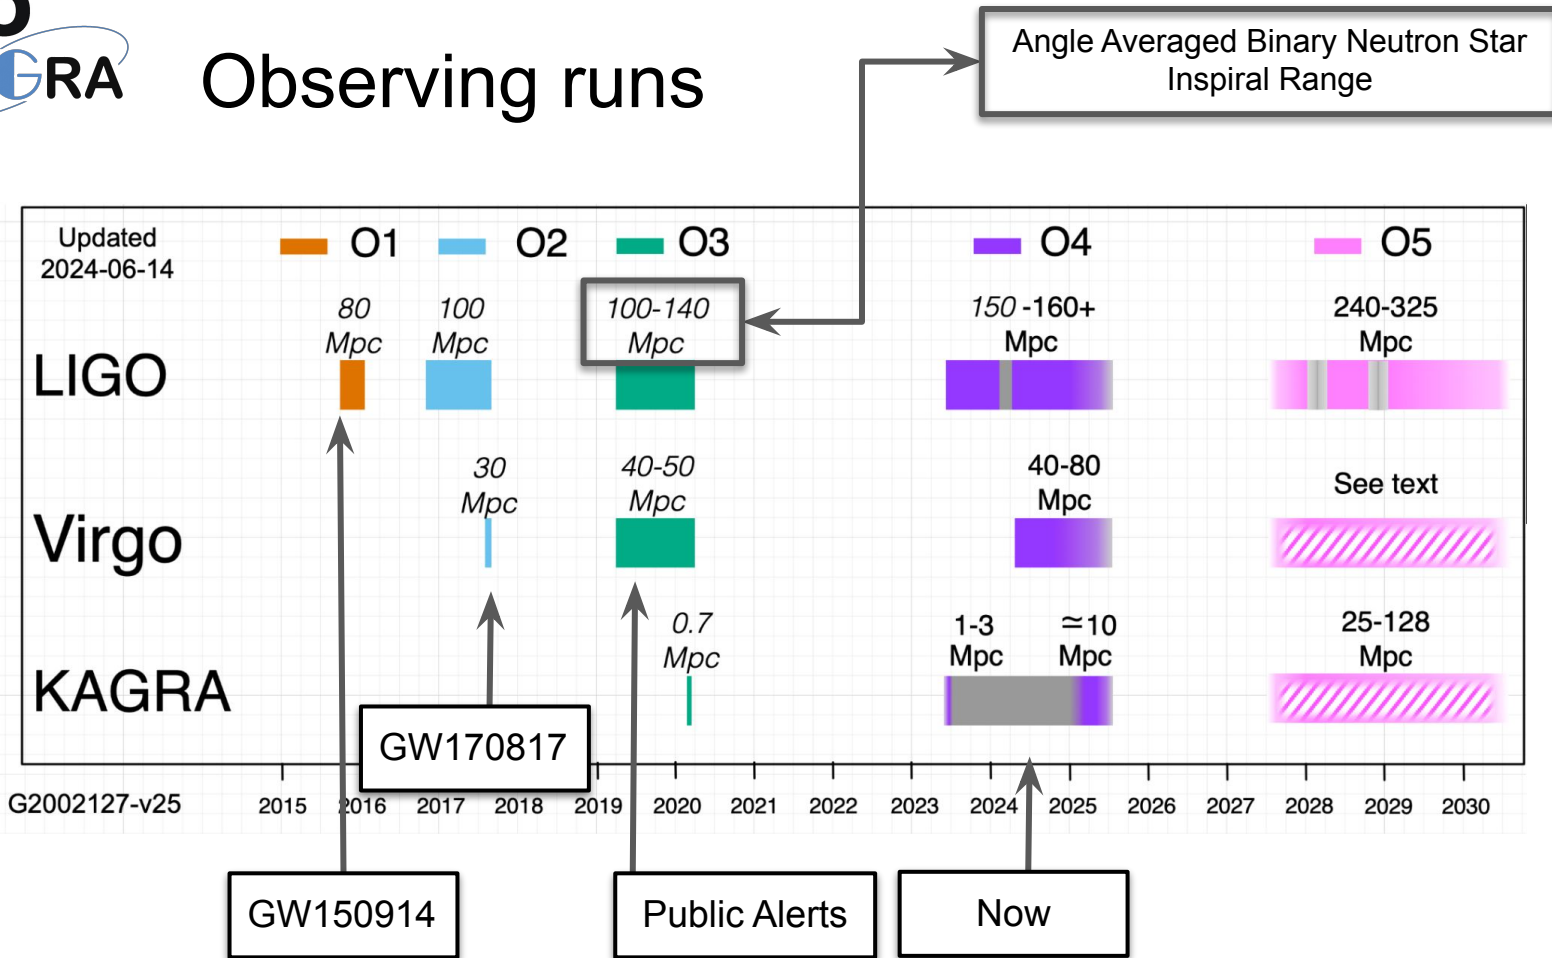 GRA
Observing runs
Angle Averaged Binary Neutron Star
Inspiral Range
Updated
2024-06-14
O1
O2
O3
O4
O5
LIGO
80
Mpc
100
Mpc
100-140
Mpc
150 -160+
Mpc
240-325
Mpc
Virgo
30
Mpc
40-50
Mpc
40-80
Mpc
See text
KAGRA
0.7
Mpc
1-3
Mpc
≃10
Mpc
25-128
Mpc
GW170817
G2002127-v25
2015
2016
2017
2018
2019
2020
2021
2022
2023
2024
2025
2026
2027
2028
2029
2030
GW150914
Public Alerts
Now